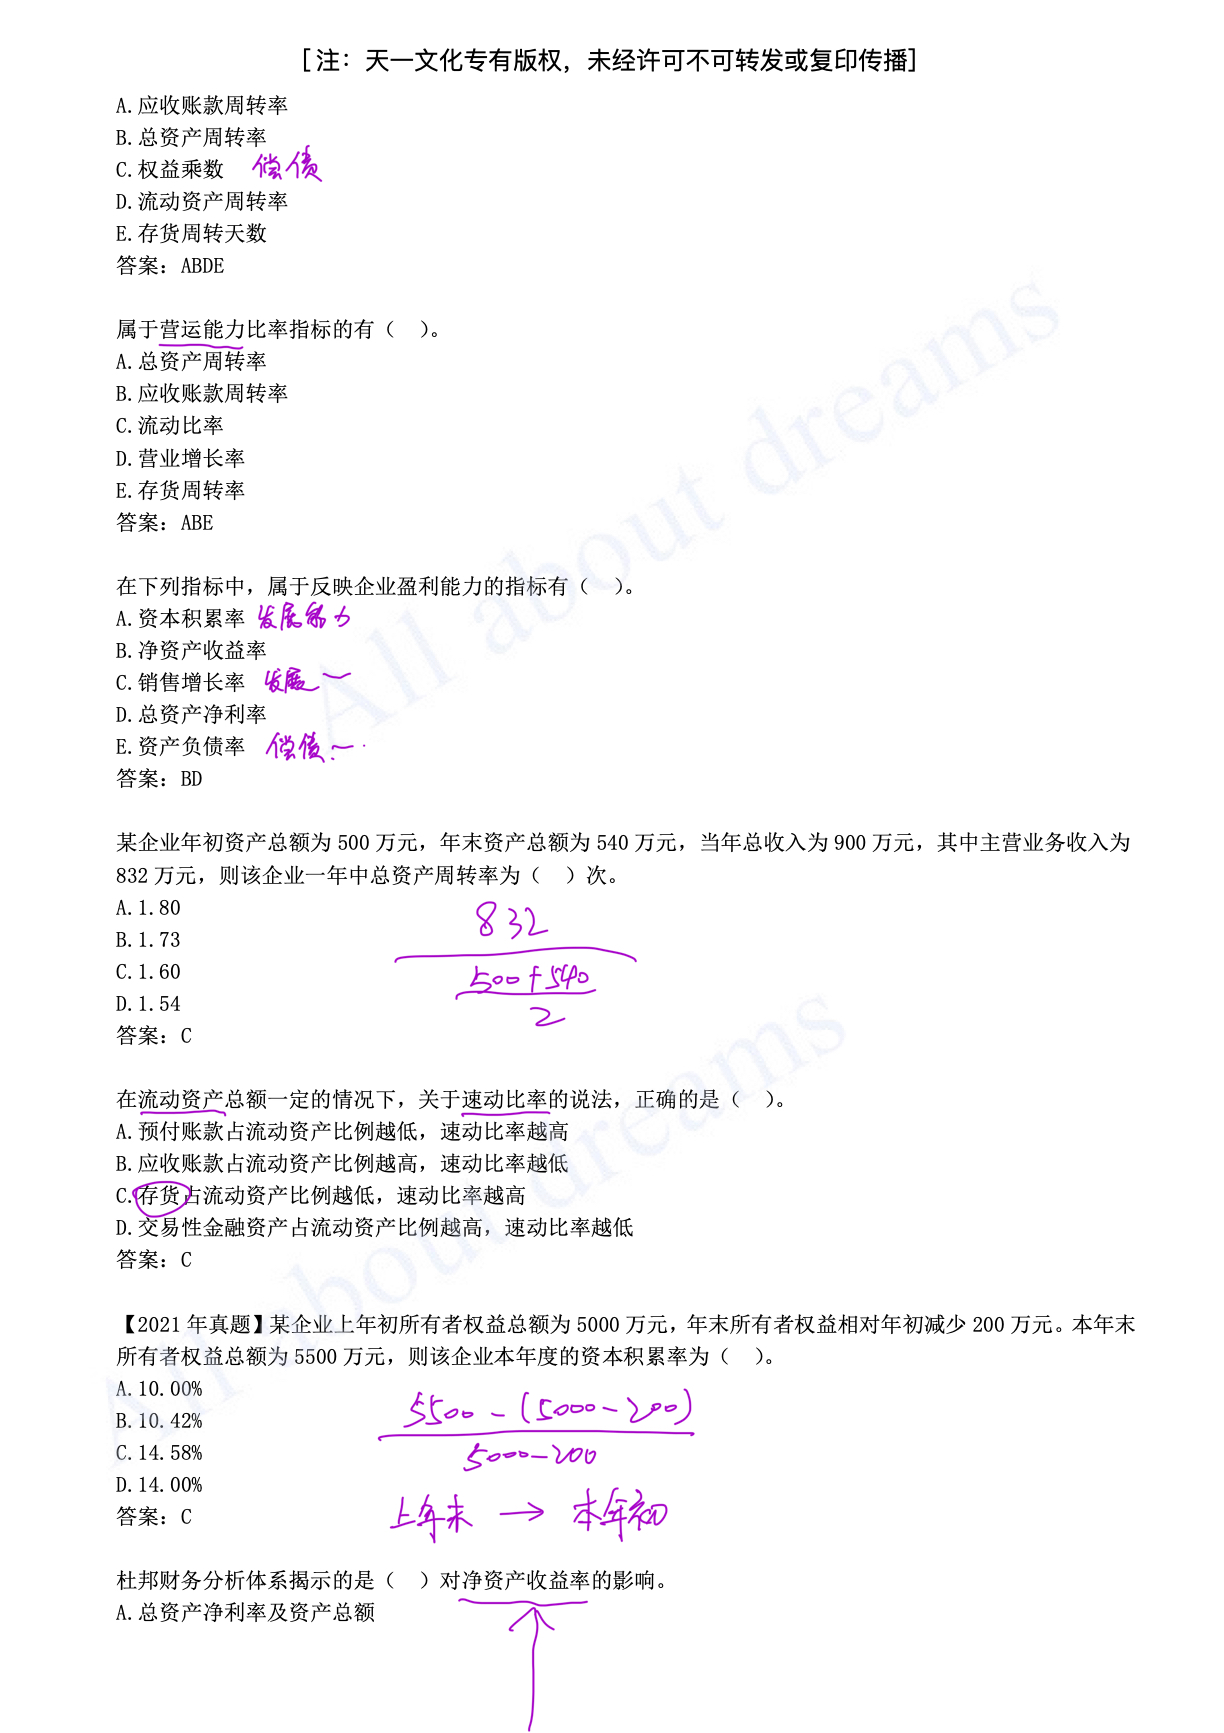 [注：天一文化专有版权，未经许可不可转发或复印传播]
A.应收账款周转率
B.总资产周转率
C.权益乘数 偿债
D.流动资产周转率
E.存货周转天数
答案：ABDE
属于营运能力比率指标的有（ ）。
A.总资产周转率
B.应收账款周转率
C.流动比率
D.营业增长率
E.存货周转率
答案：ABE
在下列指标中，属于反映企业盈利能力的指标有（ ）。
A.资本积累率 发展能力
B.净资产收益率
C.销售增长率 发展~
D.总资产净利率
E.资产负债率 偿债~
答案：BD
某企业年初资产总额为 500 万元，年末资产总额为 540 万元，当年总收入为 900 万元，其中主营业务收入为
832 万元，则该企业一年中总资产周转率为（ ）次。
A.1.80
B.1.73
C.1.60
D.1.54
答案：C
832
500+540
2
在流动资产总额一定的情况下，关于速动比率的说法，正确的是（ ）。
A.预付账款占流动资产比例越低，速动比率越高
B.应收账款占流动资产比例越高，速动比率越低
C.存货占流动资产比例越低，速动比率越高
D.交易性金融资产占流动资产比例越高，速动比率越低
答案：C
【2021 年真题】某企业上年初所有者权益总额为 5000 万元，年末所有者权益相对年初减少 200 万元。本年末
所有者权益总额为 5500 万元，则该企业本年度的资本积累率为（ ）。
A.10.00%
B.10.42%
C.14.58%
D.14.00%
答案：C
5500-(5000-200)
5000-200
上年末 → 本年初
杜邦财务分析体系揭示的是（ ）对净资产收益率的影响。
A.总资产净利率及资产总额
All about dreams
All about dreams